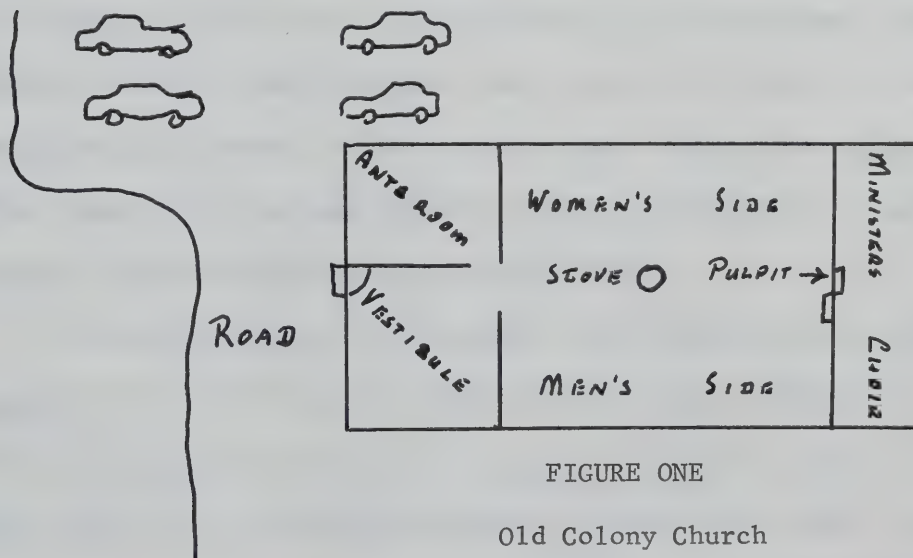 ANTE ROOM
WOMEN'S SIDE
MINISTERS
STOVE
PULPIT →
ROAD
VESTIBULE
MEN'S SIDE
CHOIR
FIGURE ONE
Old Colony Church